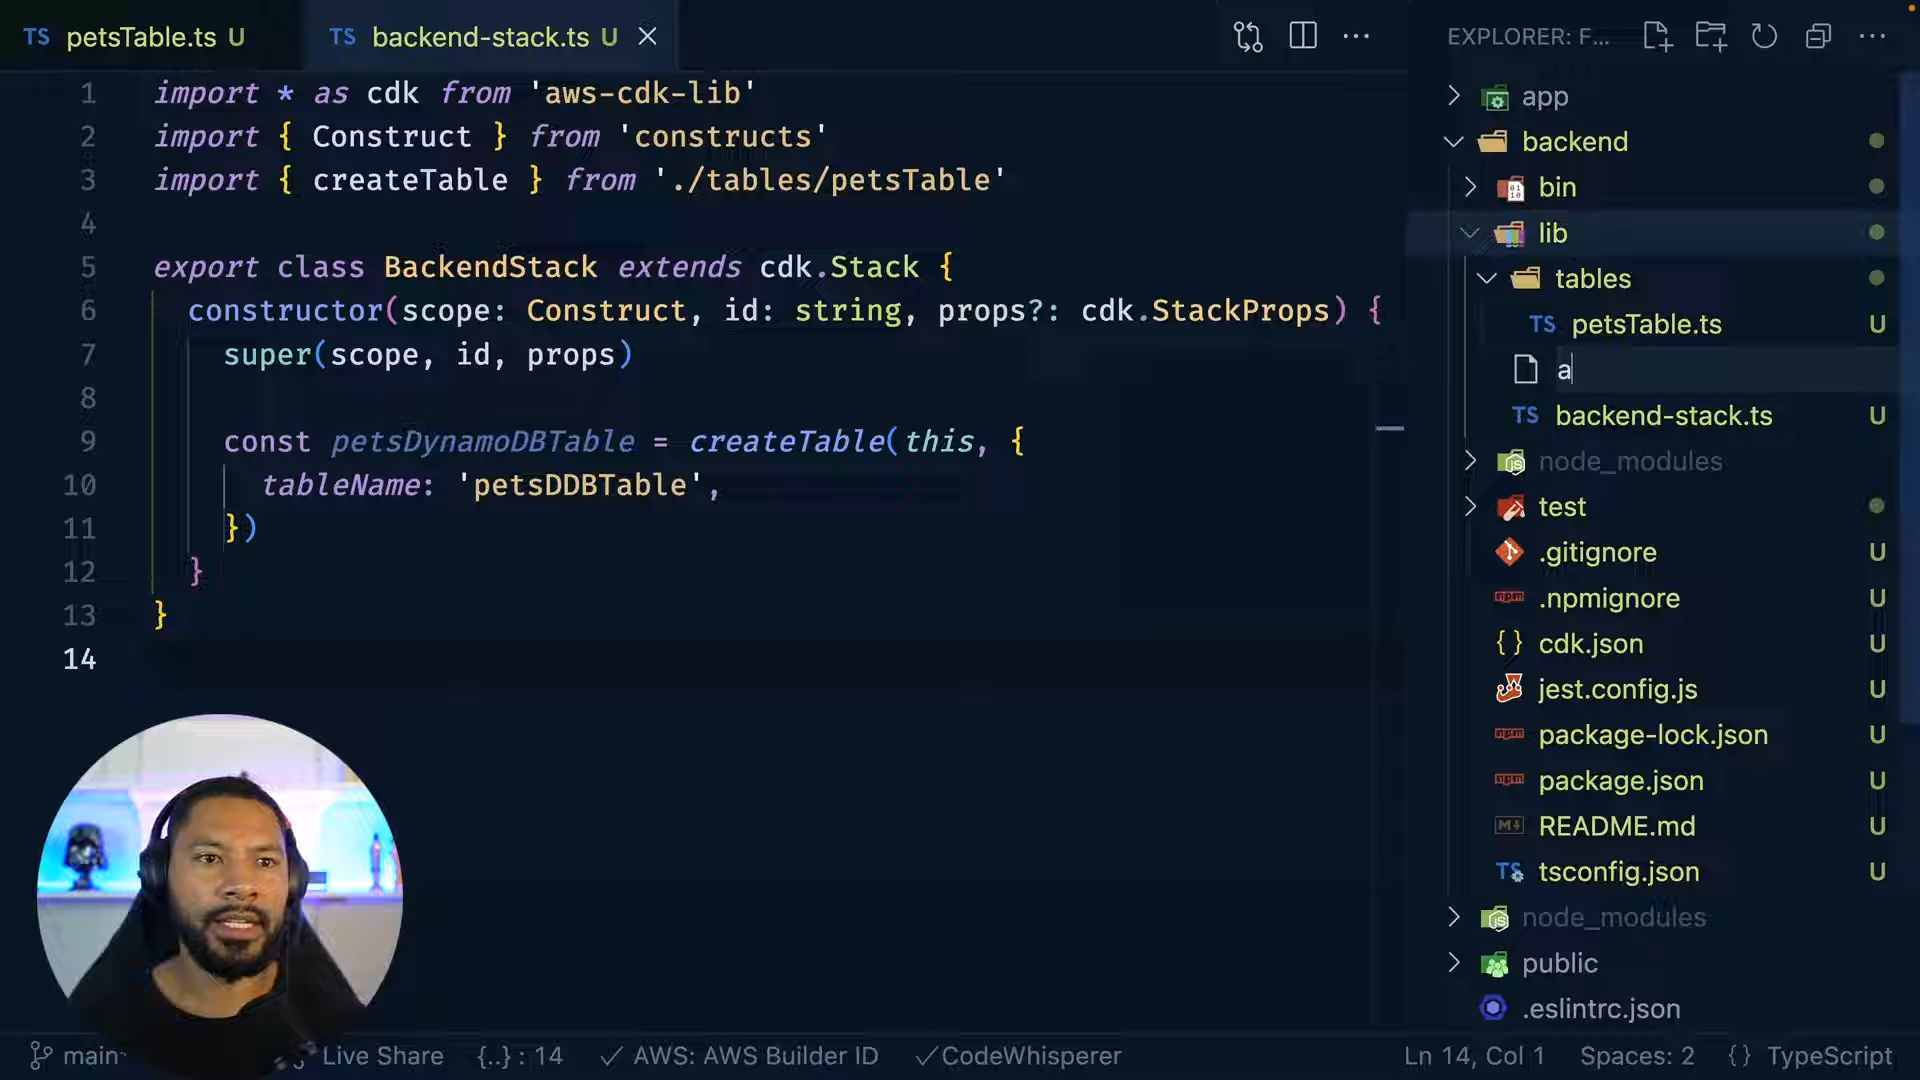 TS petsTable.ts U
TS backend-stack.ts U
EXPLORER: F...
1 import * as cdk from 'aws-cdk-lib'
2 import { Construct } from 'constructs'
3 import { createTable } from './tables/petsTable'
4
5 export class BackendStack extends cdk.Stack {
6 constructor(scope: Construct, id: string, props?: cdk.StackProps) {
7 super(scope, id, props)
8
9 const petsDynamoDBTable = createTable(this, {
10 tableName: 'petsDDBTable',
11 })
12 }
13 }
14
app
backend
bin
lib
tables
TS petsTable.ts U
a
TS backend-stack.ts U
node_modules
test
.gitignore U
.npmignore U
cdk.json U
jest.config.js U
package-lock.json U
package.json U
README.md U
TS tsconfig.json U
node_modules
public
.eslintrc.json
main
Live Share
{..} : 14
AWS: AWS Builder ID
CodeWhisperer
Ln 14, Col 1
Spaces: 2
{} TypeScript